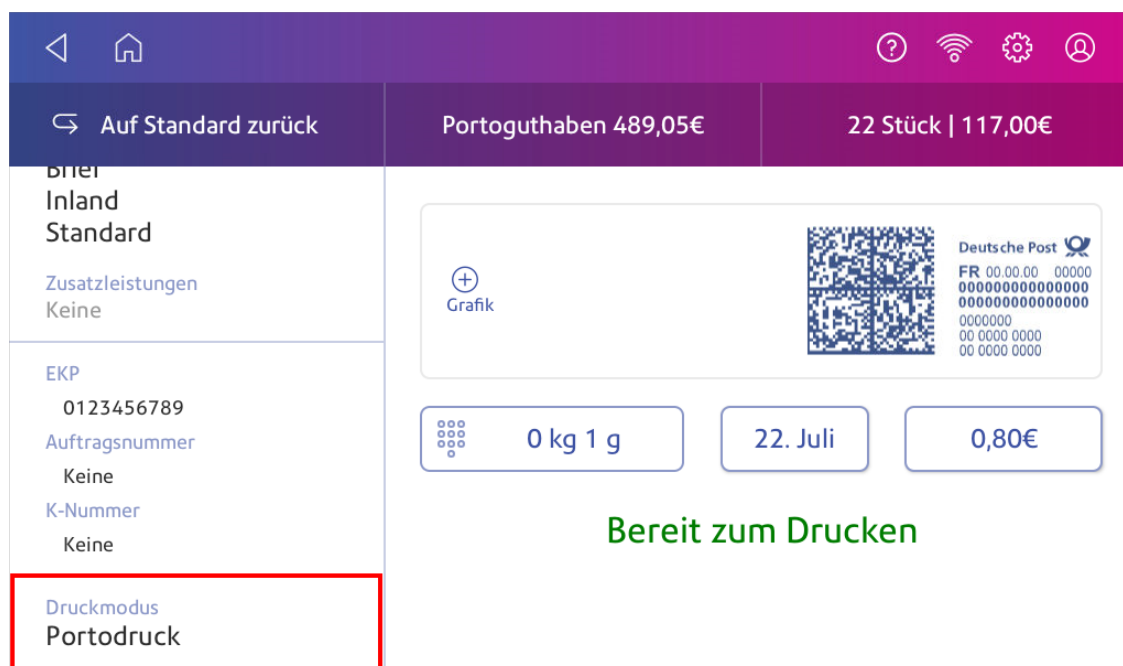 Auf Standard zurück
Portoguthaben 489,05€
22 Stück | 117,00€
Brief
Inland
Standard
Zusatzleistungen
Keine
EKP
0123456789
Auftragsnummer
Keine
K-Nummer
Keine
Druckmodus
Portodruck
Grafik
Deutsche Post
FR 00.00.00 00000
000000000000000
000000000000000
0000000
00 0000 0000
00 0000 0000
0 kg 1 g
22. Juli
0,80€
Bereit zum Drucken